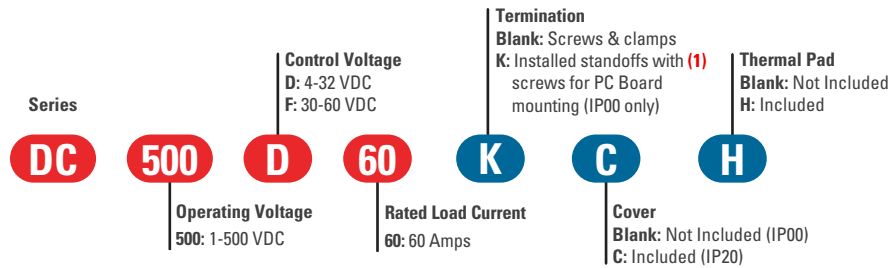 Termination
Blank: Screws & clamps
K: Installed standoffs with (1)
screws for PC Board
mounting (IP00 only)
Control Voltage
D: 4-32 VDC
F: 30-60 VDC
Thermal Pad
Blank: Not Included
H: Included
Series
DC 500 D 60 K C H
Operating Voltage
500: 1-500 VDC
Rated Load Current
60: 60 Amps
Cover
Blank: Not Included (IP00)
C: Included (IP20)